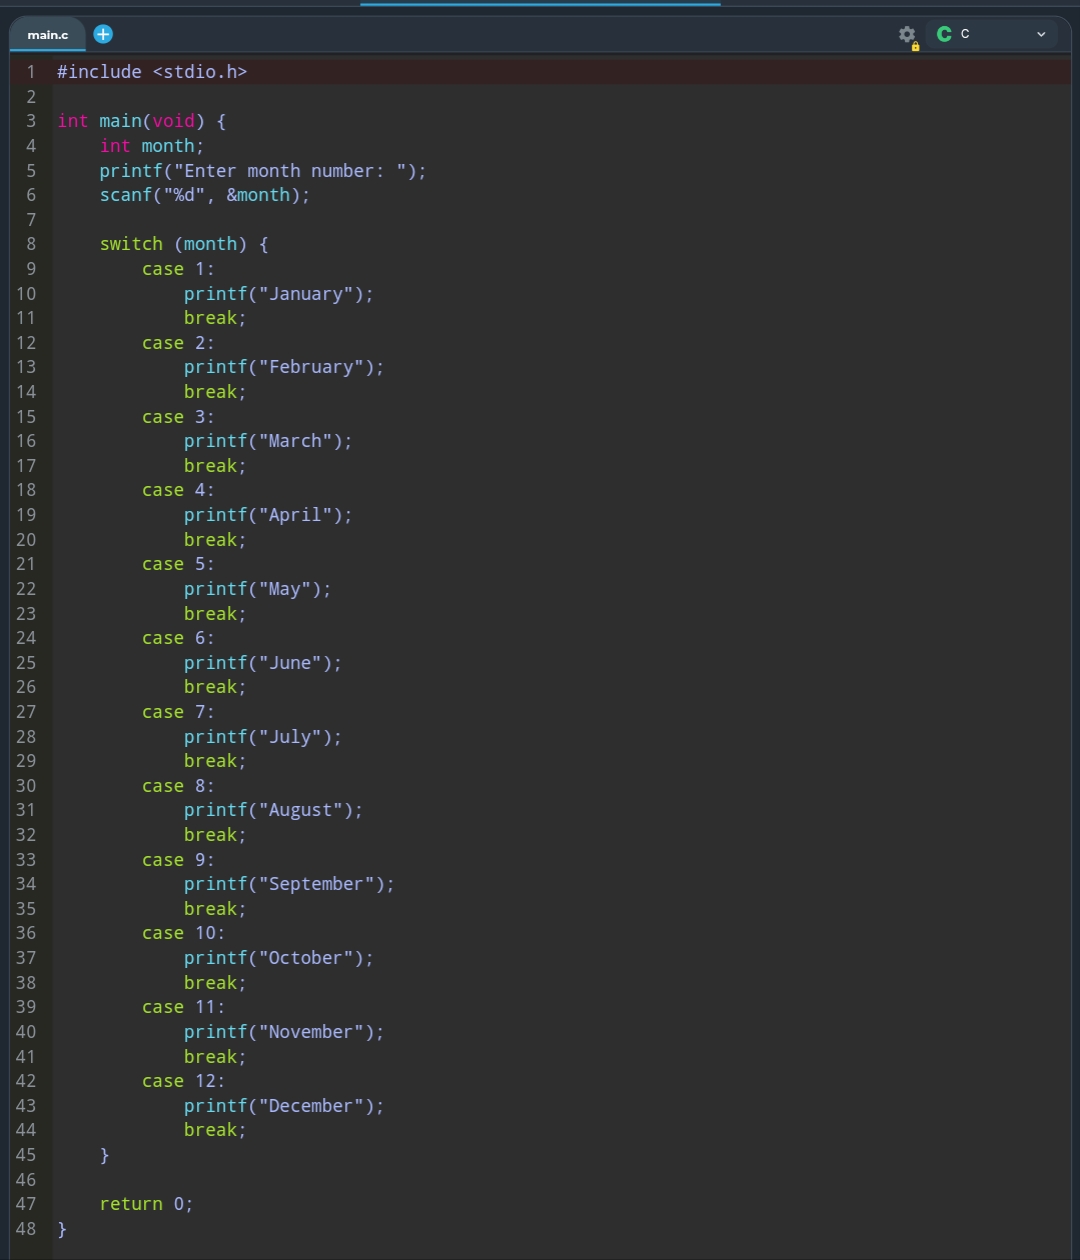 main.c
C C
1 #include <stdio.h>
2
3 int main(void) {
4     int month;
5     printf("Enter month number: ");
6     scanf("%d", &month);
7
8     switch (month) {
9         case 1:
10             printf("January");
11             break;
12         case 2:
13             printf("February");
14             break;
15         case 3:
16             printf("March");
17             break;
18         case 4:
19             printf("April");
20             break;
21         case 5:
22             printf("May");
23             break;
24         case 6:
25             printf("June");
26             break;
27         case 7:
28             printf("July");
29             break;
30         case 8:
31             printf("August");
32             break;
33         case 9:
34             printf("September");
35             break;
36         case 10:
37             printf("October");
38             break;
39         case 11:
40             printf("November");
41             break;
42         case 12:
43             printf("December");
44             break;
45     }
46
47     return 0;
48 }